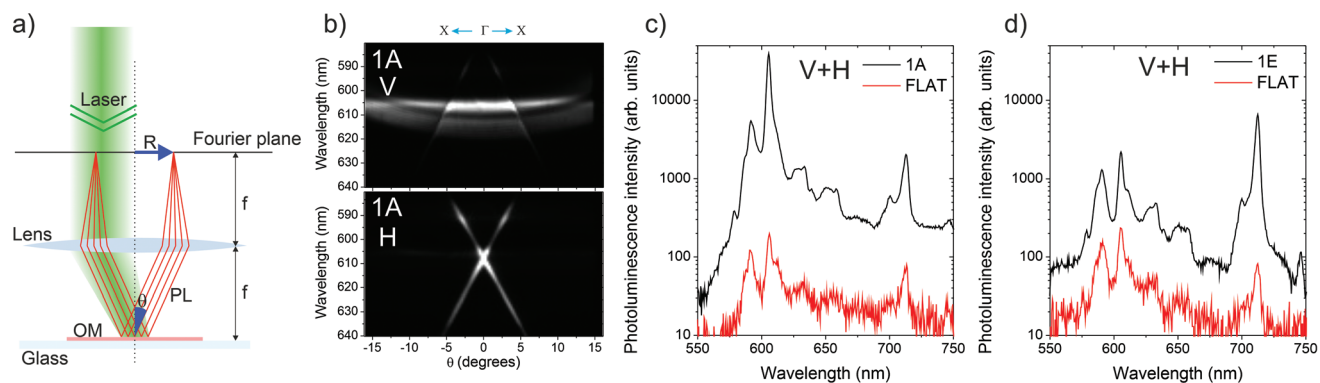 a)
Laser
R
Fourier plane
f
Lens
θ
PL
f
OM
Glass
b)
X ← Γ → X
1A
V
590
600
610
620
630
640
Wavelength (nm)
1A
H
590
600
610
620
630
640
Wavelength (nm)
-15 -10 -5 0 5 10 15
θ (degrees)
c)
V+H
1A
FLAT
10000
1000
100
10
Photoluminescence intensity (arb. units)
550 600 650 700 750
Wavelength (nm)
d)
V+H
1E
FLAT
10000
1000
100
10
Photoluminescence intensity (arb. units)
550 600 650 700 750
Wavelength (nm)